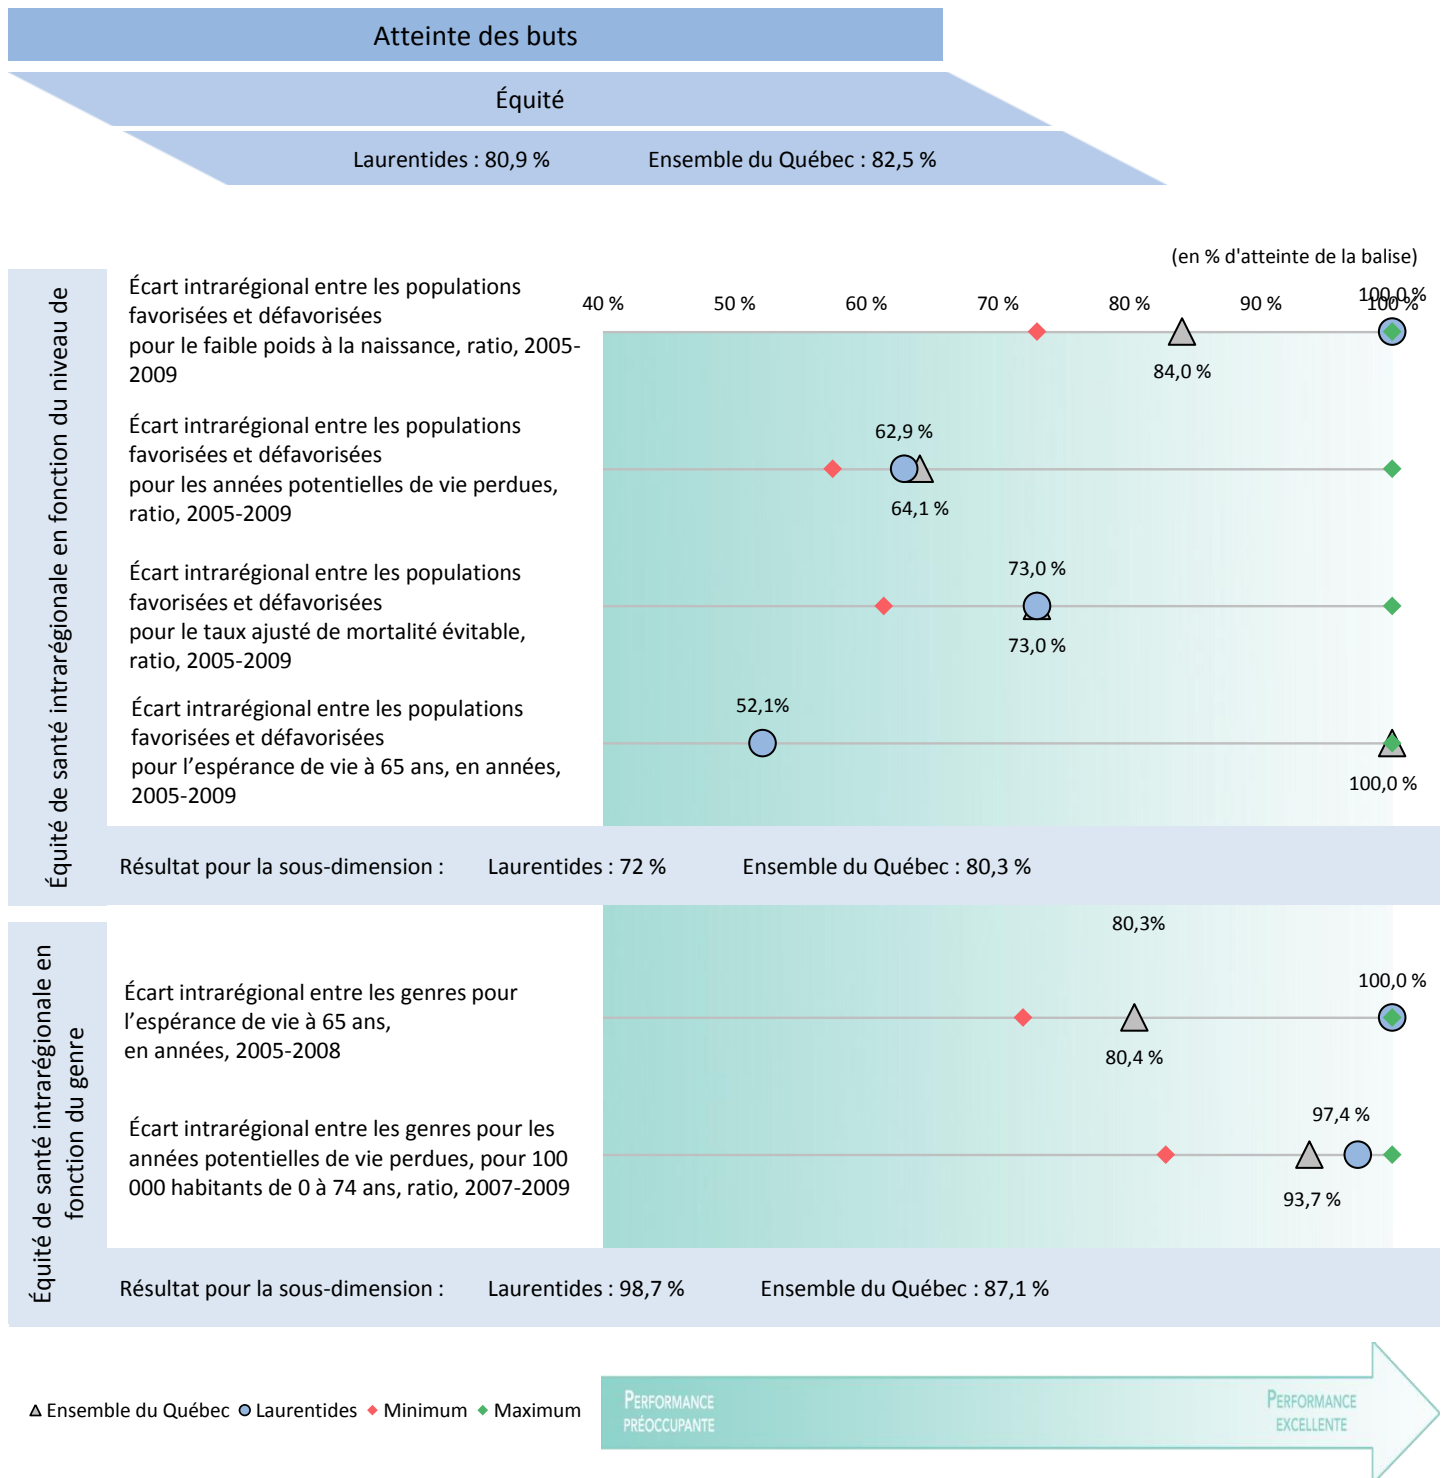 Atteinte des buts
Équité
Laurentides : 80,9 % Ensemble du Québec : 82,5 %
(en % d'atteinte de la balise)
40 % 50 % 60 % 70 % 80 % 90 % 100%
Équité de santé intrarégionale en fonction du niveau de
Écart intrarégional entre les populations
favorisées et défavorisées
pour le faible poids à la naissance, ratio, 2005-
2009
100,0 %
84,0 %
Écart intrarégional entre les populations
favorisées et défavorisées
pour les années potentielles de vie perdues,
ratio, 2005-2009
62,9 %
64,1 %
Écart intrarégional entre les populations
favorisées et défavorisées
pour le taux ajusté de mortalité évitable,
ratio, 2005-2009
73,0 %
73,0 %
Écart intrarégional entre les populations
favorisées et défavorisées
pour l’espérance de vie à 65 ans, en années,
2005-2009
52,1%
100,0 %
Résultat pour la sous-dimension : Laurentides : 72 % Ensemble du Québec : 80,3 %
80,3%
Équité de santé intrarégionale en
fonction du genre
Écart intrarégional entre les genres pour
l’espérance de vie à 65 ans,
en années, 2005-2008
100,0 %
80,4 %
Écart intrarégional entre les genres pour les
années potentielles de vie perdues, pour 100
000 habitants de 0 à 74 ans, ratio, 2007-2009
97,4 %
93,7 %
Résultat pour la sous-dimension : Laurentides : 98,7 % Ensemble du Québec : 87,1 %
Ensemble du Québec Laurentides Minimum Maximum
PERFORMANCE
PRÉOCCUPANTE
PERFORMANCE
EXCELLENTE